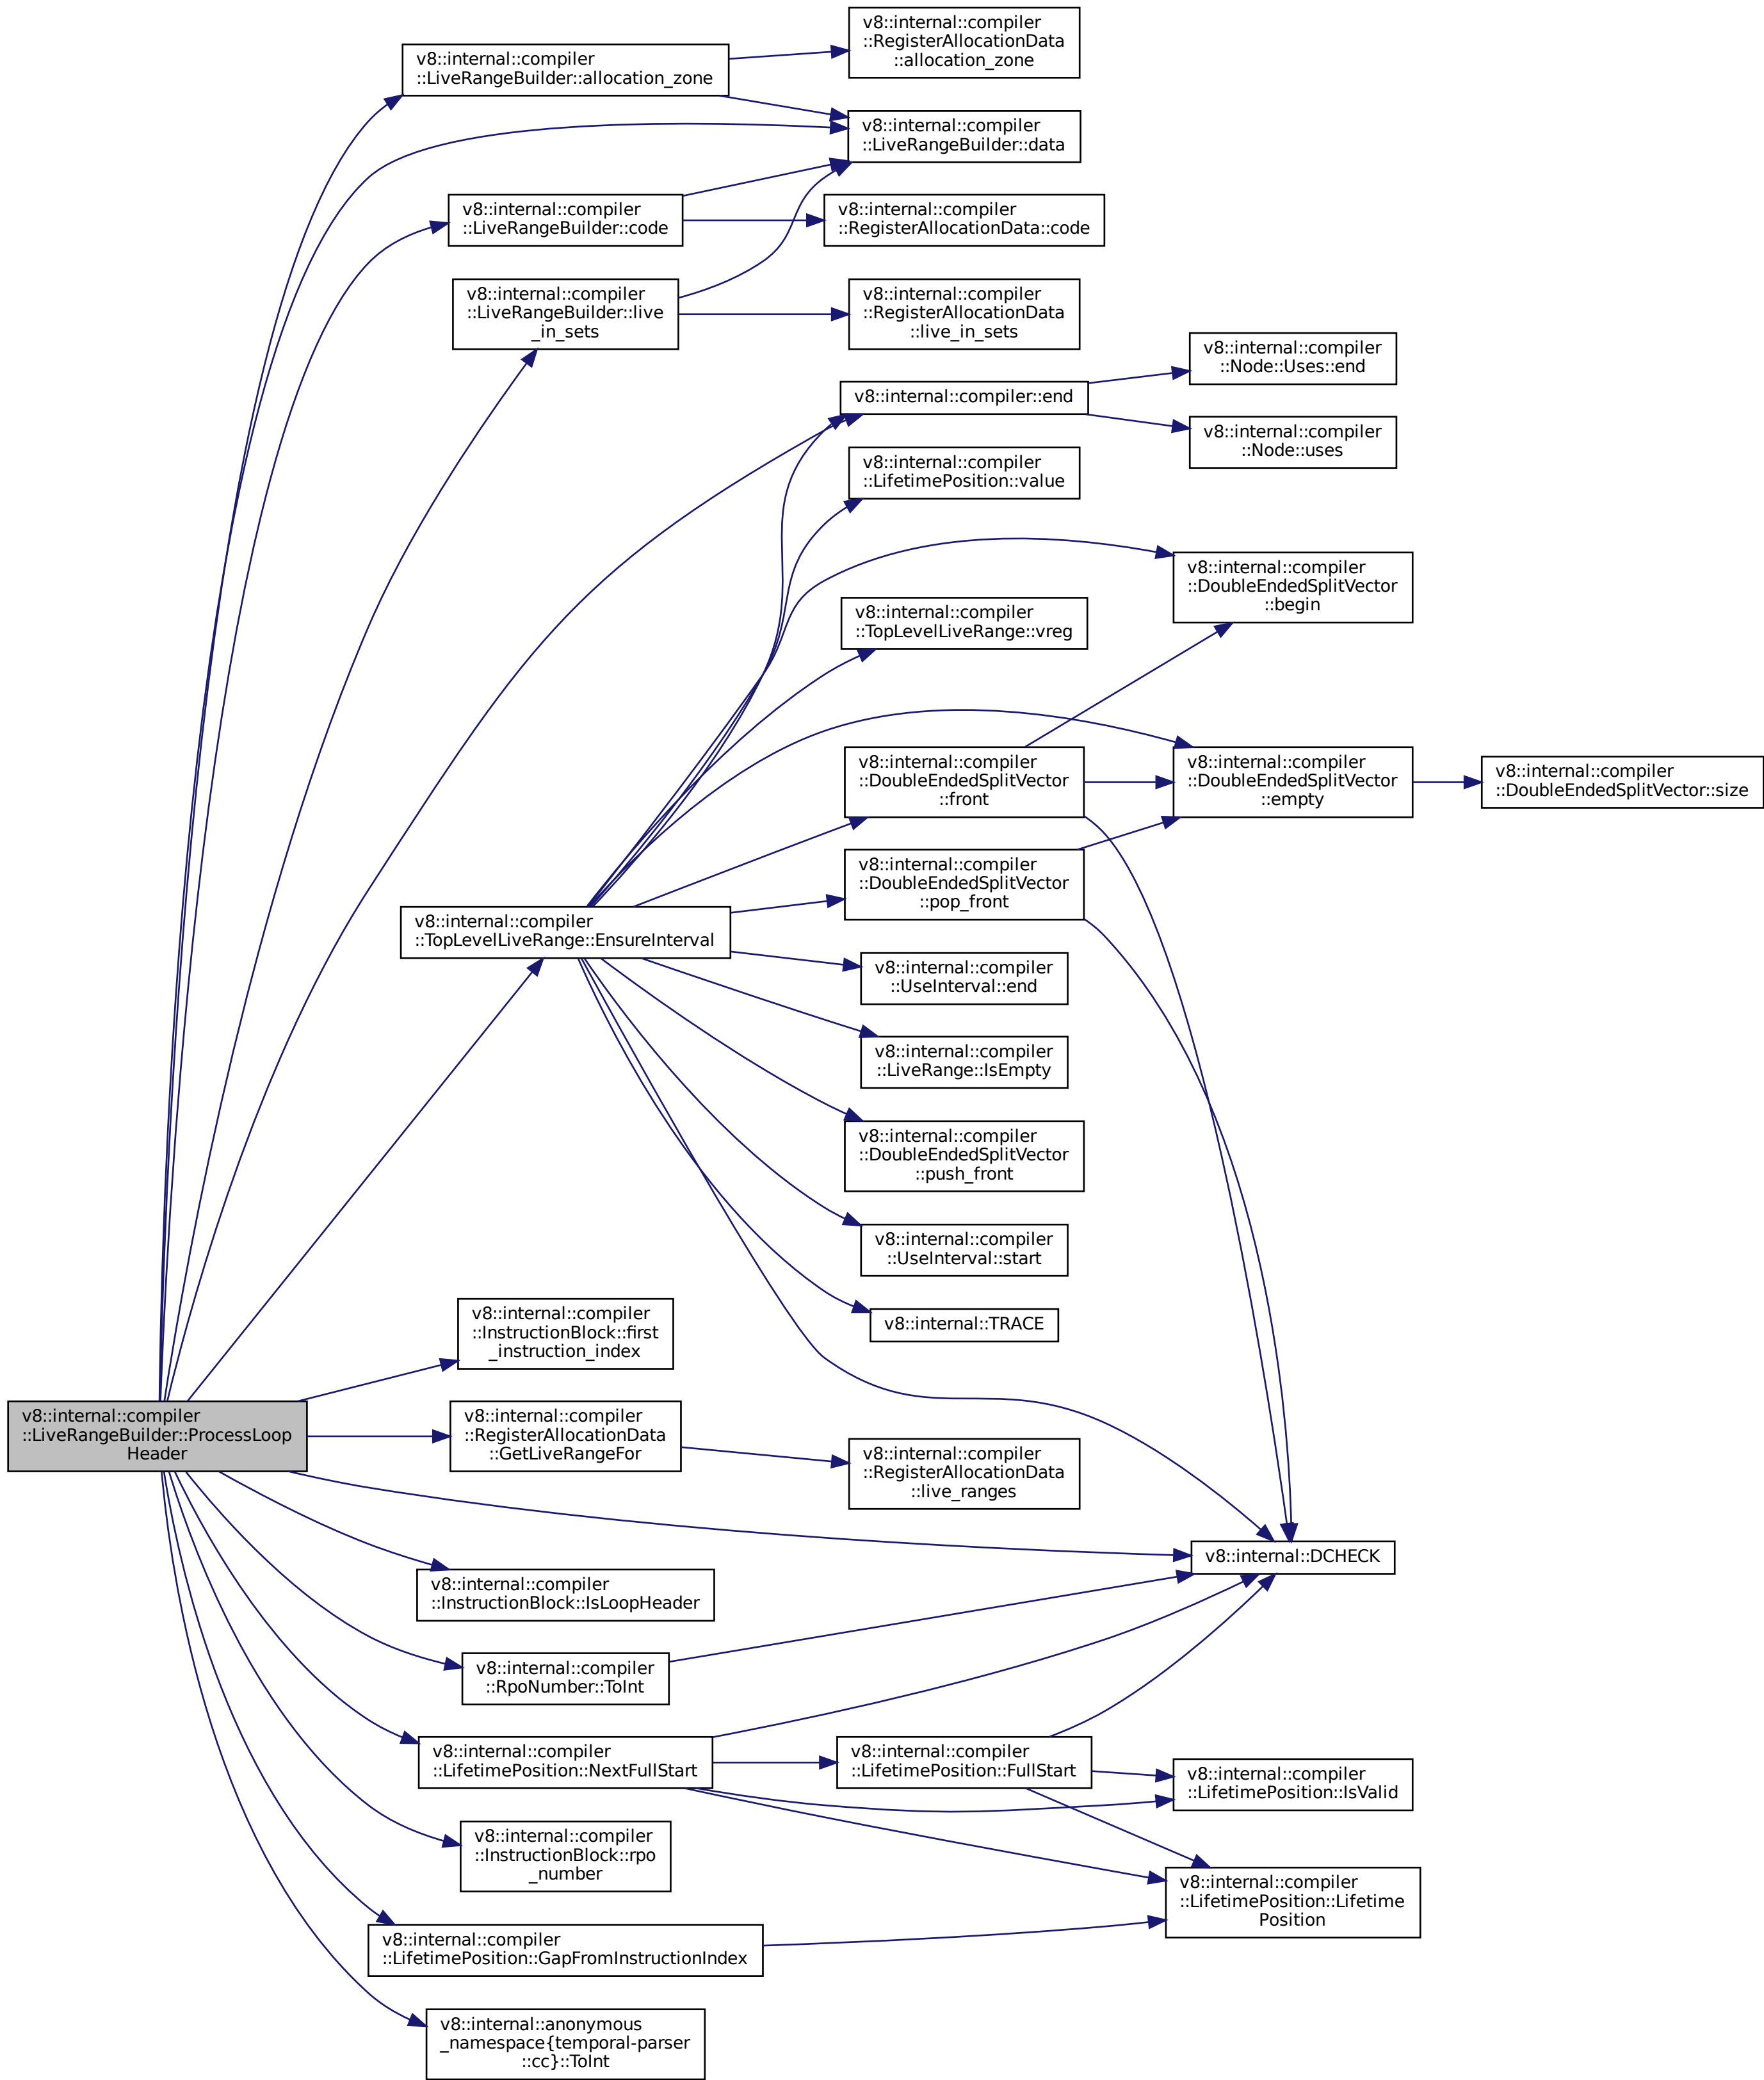 v8::internal::compiler
::RegisterAllocationData
::allocation_zone
v8::internal::compiler
::LiveRangeBuilder::allocation_zone
v8::internal::compiler
::LiveRangeBuilder::data
v8::internal::compiler
::LiveRangeBuilder::code
v8::internal::compiler
::RegisterAllocationData::code
v8::internal::compiler
::LiveRangeBuilder::live
_in_sets
v8::internal::compiler
::RegisterAllocationData
::live_in_sets
v8::internal::compiler
::Node::Uses::end
v8::internal::compiler::end
v8::internal::compiler
::Node::uses
v8::internal::compiler
::LifetimePosition::value
v8::internal::compiler
::DoubleEndedSplitVector
::begin
v8::internal::compiler
::TopLevelLiveRange::vreg
v8::internal::compiler
::DoubleEndedSplitVector
::front
v8::internal::compiler
::DoubleEndedSplitVector
::empty
v8::internal::compiler
::DoubleEndedSplitVector::size
v8::internal::compiler
::DoubleEndedSplitVector
::pop_front
v8::internal::compiler
::TopLevelLiveRange::EnsureInterval
v8::internal::compiler
::UseInterval::end
v8::internal::compiler
::LiveRange::IsEmpty
v8::internal::compiler
::DoubleEndedSplitVector
::push_front
v8::internal::compiler
::UseInterval::start
v8::internal::TRACE
v8::internal::compiler
::InstructionBlock::first
_instruction_index
v8::internal::compiler
::LiveRangeBuilder::ProcessLoop
Header
v8::internal::compiler
::RegisterAllocationData
::GetLiveRangeFor
v8::internal::compiler
::RegisterAllocationData
::live_ranges
v8::internal::DCHECK
v8::internal::compiler
::InstructionBlock::IsLoopHeader
v8::internal::compiler
::RpoNumber::ToInt
v8::internal::compiler
::LifetimePosition::NextFullStart
v8::internal::compiler
::LifetimePosition::FullStart
v8::internal::compiler
::LifetimePosition::IsValid
v8::internal::compiler
::InstructionBlock::rpo
_number
v8::internal::compiler
::LifetimePosition::Lifetime
Position
v8::internal::compiler
::LifetimePosition::GapFromInstructionIndex
v8::internal::anonymous
_namespace{temporal-parser
::cc}::ToInt